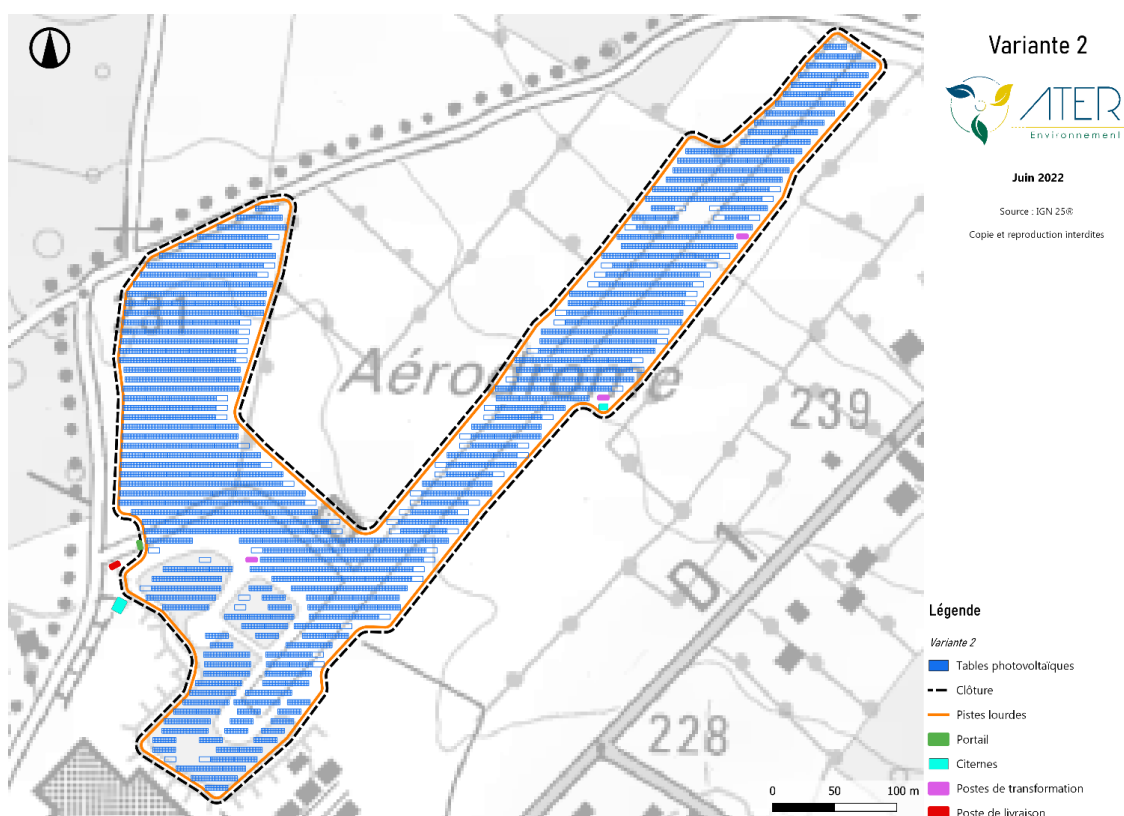 Variante 2
ATER
Environnement
Juin 2022
Source : IGN 25®
Copie et reproduction interdites
231
Aérodrome
239
D 1
228
0 50 100 m
Légende
Variante 2
Tables photovoltaïques
Clôture
Pistes lourdes
Portail
Citernes
Postes de transformation
Poste de livraison